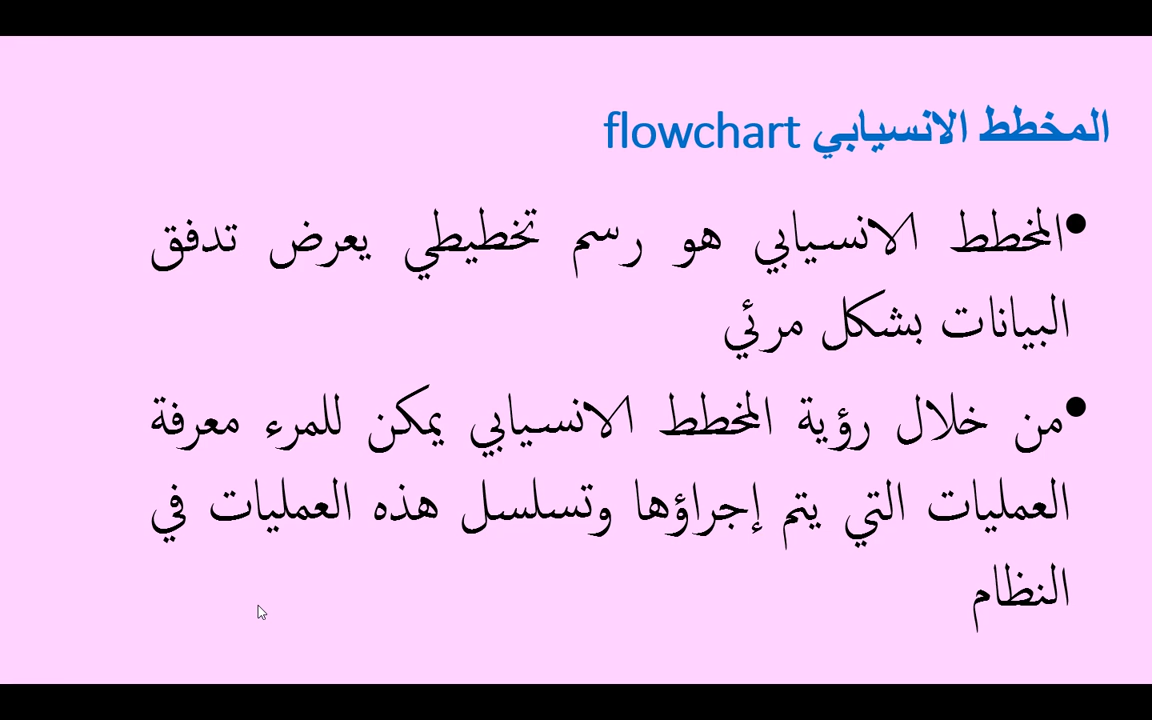 المخطط الانسيابي flowchart
•المخطط الانسيابي هو رسم تخطيطي يعرض تدفق
البيانات بشكل مرئي
•من خلال رؤية المخطط الانسيابي يمكن للمرء معرفة
العمليات التي يتم إجراؤها وتسلسل هذه العمليات في
النظام